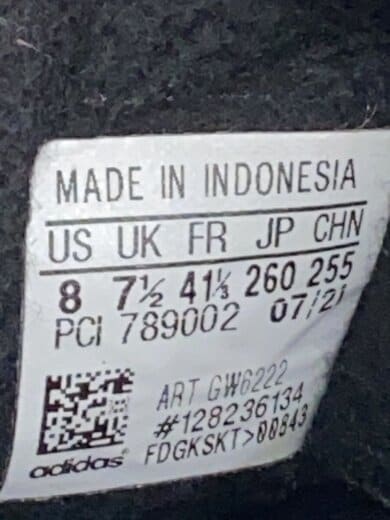 MADE IN INDONESIA
US UK FR JP CHN
8 7½ 41⅓ 260 255
PCI 789002 07/21
ART GW6222
#128236134
FDGKSKT>00843
adidas